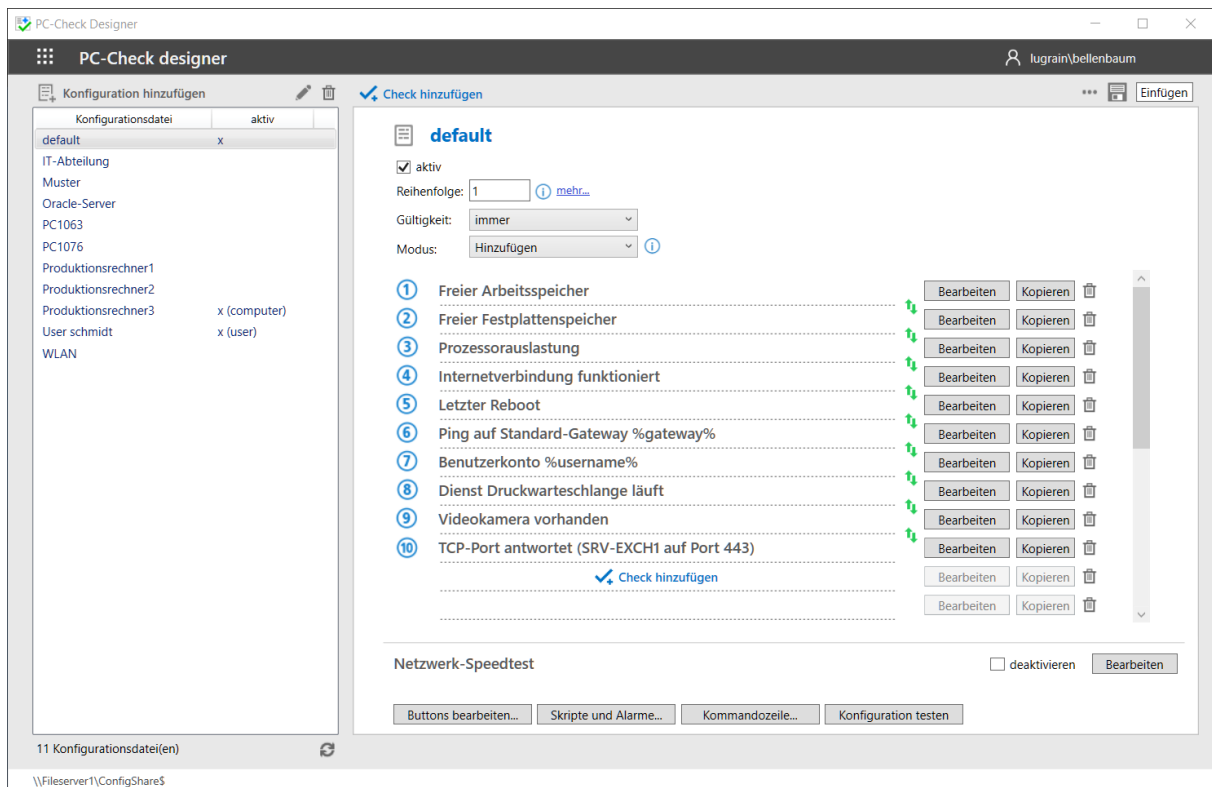 PC-Check Designer
PC-Check designer
lugrain\bellenbaum
Konfiguration hinzufügen
Check hinzufügen
Einfügen
Konfigurationsdatei aktiv
default x
IT-Abteilung
Muster
Oracle-Server
PC1063
PC1076
Produktionsrechner1
Produktionsrechner2
Produktionsrechner3 x (computer)
User schmidt x (user)
WLAN
11 Konfigurationsdatei(en)
\\Fileserver1\ConfigShare$
default
aktiv
Reihenfolge: 1 mehr...
Gültigkeit: immer
Modus: Hinzufügen
1 Freier Arbeitsspeicher Bearbeiten Kopieren
2 Freier Festplattenspeicher Bearbeiten Kopieren
3 Prozessorauslastung Bearbeiten Kopieren
4 Internetverbindung funktioniert Bearbeiten Kopieren
5 Letzter Reboot Bearbeiten Kopieren
6 Ping auf Standard-Gateway %gateway% Bearbeiten Kopieren
7 Benutzerkonto %username% Bearbeiten Kopieren
8 Dienst Druckwarteschlange läuft Bearbeiten Kopieren
9 Videokamera vorhanden Bearbeiten Kopieren
10 TCP-Port antwortet (SRV-EXCH1 auf Port 443) Bearbeiten Kopieren
Check hinzufügen Bearbeiten Kopieren
Bearbeiten Kopieren
Netzwerk-Speedtest deaktivieren Bearbeiten
Buttons bearbeiten... Skripte und Alarme... Kommandozeile... Konfiguration testen